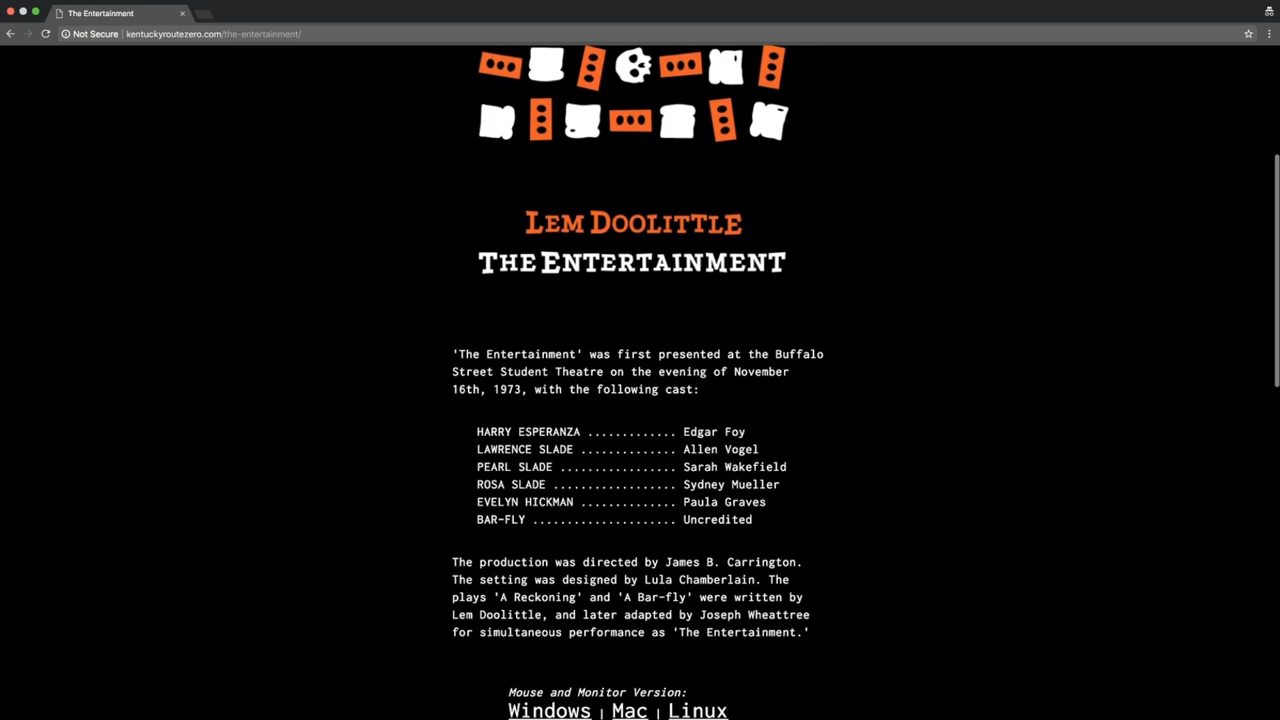 The Entertainment
Not Secure | kentuckyroutezero.com/the-entertainment/
LEM DOOLITTLE
THE ENTERTAINMENT
'The Entertainment' was first presented at the Buffalo
Street Student Theatre on the evening of November
16th, 1973, with the following cast:
HARRY ESPERANZA ............. Edgar Foy
LAWRENCE SLADE .............. Allen Vogel
PEARL SLADE ................. Sarah Wakefield
ROSA SLADE .................. Sydney Mueller
EVELYN HICKMAN .............. Paula Graves
BAR-FLY ..................... Uncredited
The production was directed by James B. Carrington.
The setting was designed by Lula Chamberlain. The
plays 'A Reckoning' and 'A Bar-fly' were written by
Lem Doolittle, and later adapted by Joseph Wheattree
for simultaneous performance as 'The Entertainment.'
Mouse and Monitor Version:
Windows | Mac | Linux